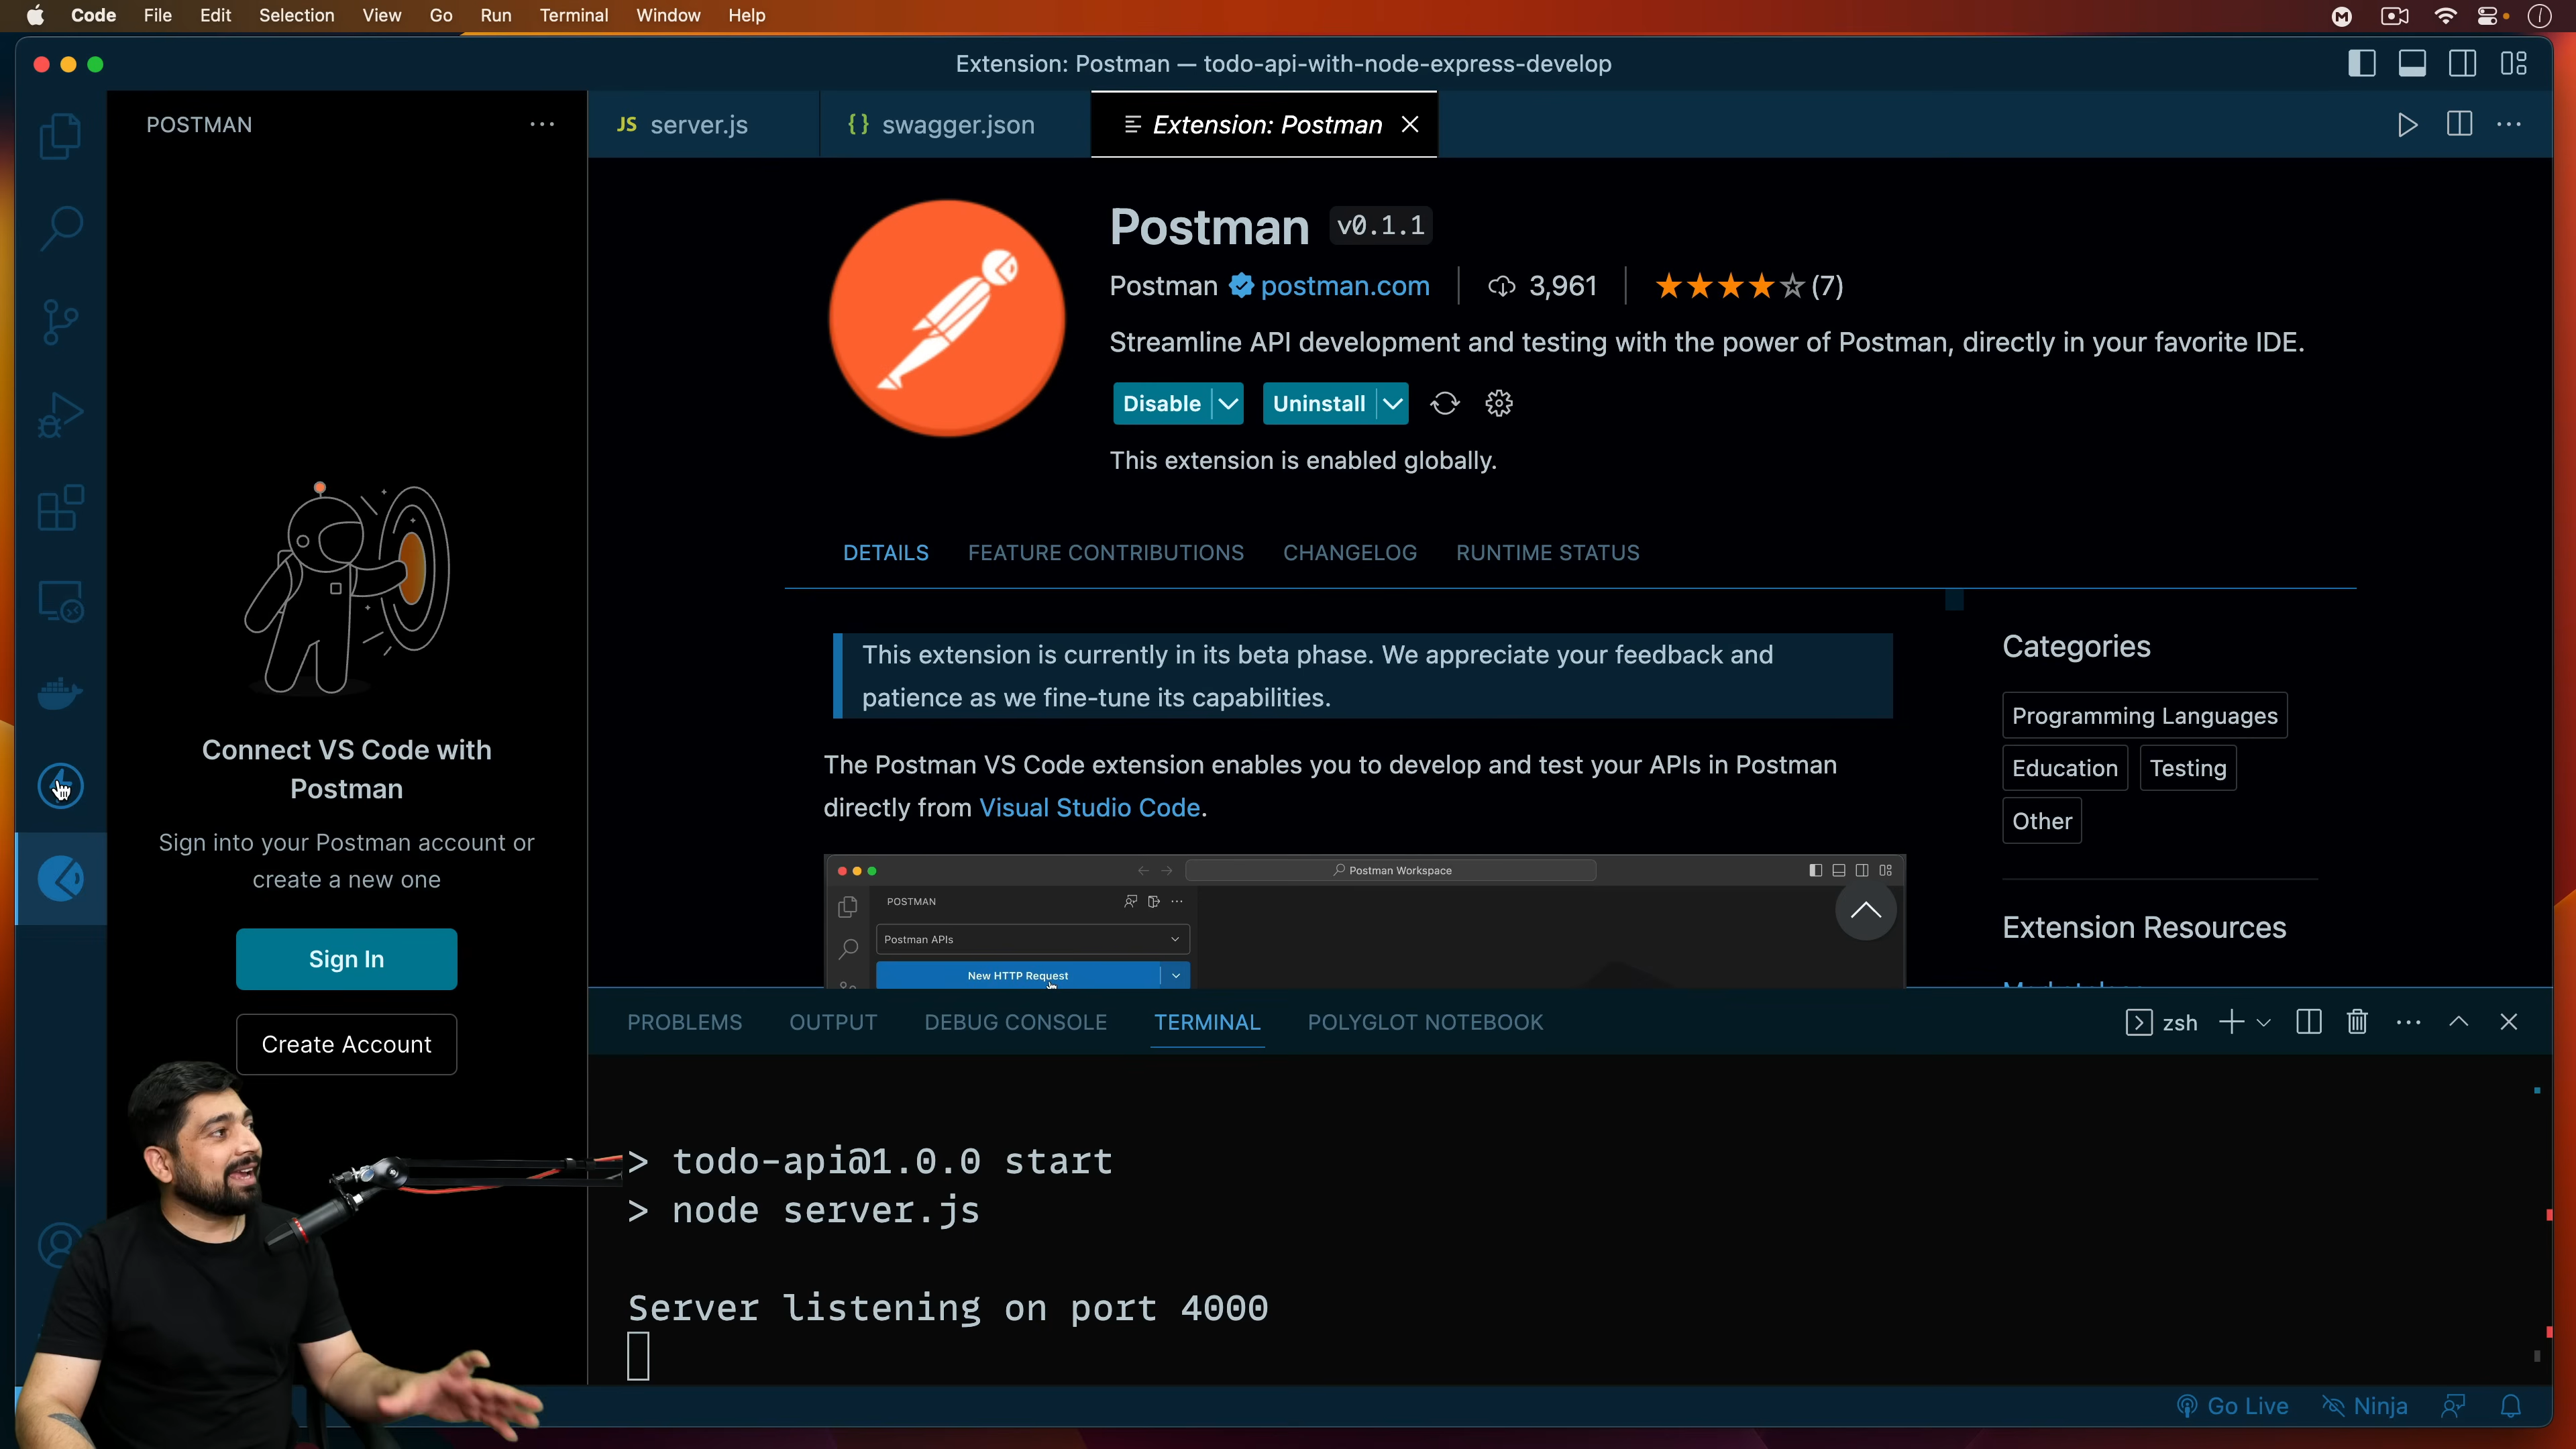 Code File Edit Selection View Go Run Terminal Window Help
Extension: Postman — todo-api-with-node-express-develop
POSTMAN
JS server.js
{} swagger.json
Extension: Postman
Postman v0.1.1
Postman postman.com 3,961 (7)
Streamline API development and testing with the power of Postman, directly in your favorite IDE.
Disable Uninstall
This extension is enabled globally.
DETAILS FEATURE CONTRIBUTIONS CHANGELOG RUNTIME STATUS
This extension is currently in its beta phase. We appreciate your feedback and
patience as we fine-tune its capabilities.
The Postman VS Code extension enables you to develop and test your APIs in Postman
directly from Visual Studio Code.
Postman Workspace
POSTMAN
Postman APIs
New HTTP Request
Categories
Programming Languages
Education Testing
Other
Extension Resources
Connect VS Code with
Postman
Sign into your Postman account or
create a new one
Sign In
Create Account
PROBLEMS OUTPUT DEBUG CONSOLE TERMINAL POLYGLOT NOTEBOOK
zsh
> todo-api@1.0.0 start
> node server.js
Server listening on port 4000
Go Live Ninja